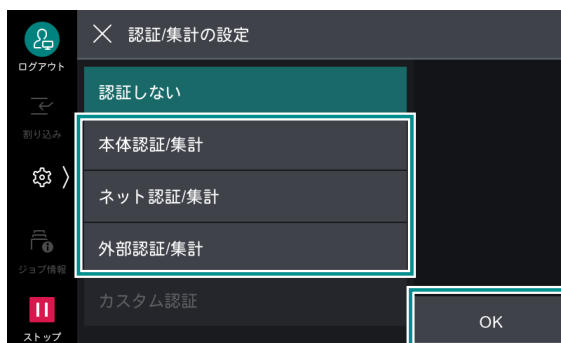 認証/集計の設定
ログアウト
割り込み
ジョブ情報
ストップ
認証しない
本体認証/集計
ネット認証/集計
外部認証/集計
カスタム認証
OK